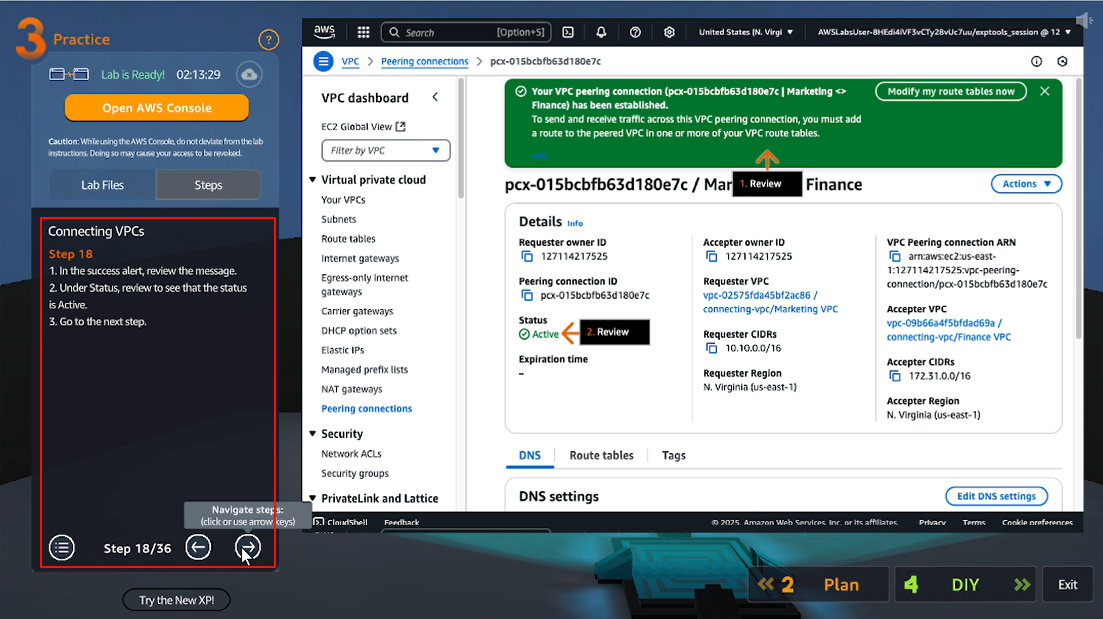 3 Practice
?
Lab is Ready! 02:13:29
Open AWS Console
Caution: While using the AWS Console, do not deviate from the lab
instructions. Doing so may cause your access to be revoked.
Lab Files
Steps
Connecting VPCs
Step 18
1. In the success alert, review the message.
2. Under Status, review to see that the status
is Active.
3. Go to the next step.
Navigate steps:
(click or use arrow keys)
Step 18/36
Try the New XP!
aws
Search [Option+S]
United States (N. Virgi
AWSLabsUser-8HEdi4iVF3vCTy28vUc7uu/exptools_session @ 12
VPC > Peering connections > pcx-015bcbfb63d180e7c
VPC dashboard
EC2 Global View
Filter by VPC
Virtual private cloud
Your VPCs
Subnets
Route tables
Internet gateways
Egress-only internet
gateways
Carrier gateways
DHCP option sets
Elastic IPs
Managed prefix lists
NAT gateways
Peering connections
Security
Network ACLs
Security groups
PrivateLink and Lattice
Your VPC peering connection (pcx-015bcbfb63d180e7c | Marketing <>
Finance) has been established.
To send and receive traffic across this VPC peering connection, you must add
a route to the peered VPC in one or more of your VPC route tables.
Info
Modify my route tables now
1. Review
pcx-015bcbfb63d180e7c / Mar Finance
Actions
Details Info
Requester owner ID
127114217525
Peering connection ID
pcx-015bcbfb63d180e7c
Status
Active
2. Review
Expiration time
–
Accepter owner ID
127114217525
Requester VPC
vpc-02575fda45bf2ac86 /
connecting-vpc/Marketing VPC
Requester CIDRs
10.10.0.0/16
Requester Region
N. Virginia (us-east-1)
VPC Peering connection ARN
arn:aws:ec2:us-east-
1:127114217525:vpc-peering-
connection/pcx-015bcbfb63d180e7c
Accepter VPC
vpc-09b66a4f5bfdad69a /
connecting-vpc/Finance VPC
Accepter CIDRs
172.31.0.0/16
Accepter Region
N. Virginia (us-east-1)
DNS
Route tables
Tags
DNS settings
Edit DNS settings
CloudShell Feedback
© 2025, Amazon Web Services, Inc. or its affiliates. Privacy Terms Cookie preferences
2 Plan
4 DIY
Exit